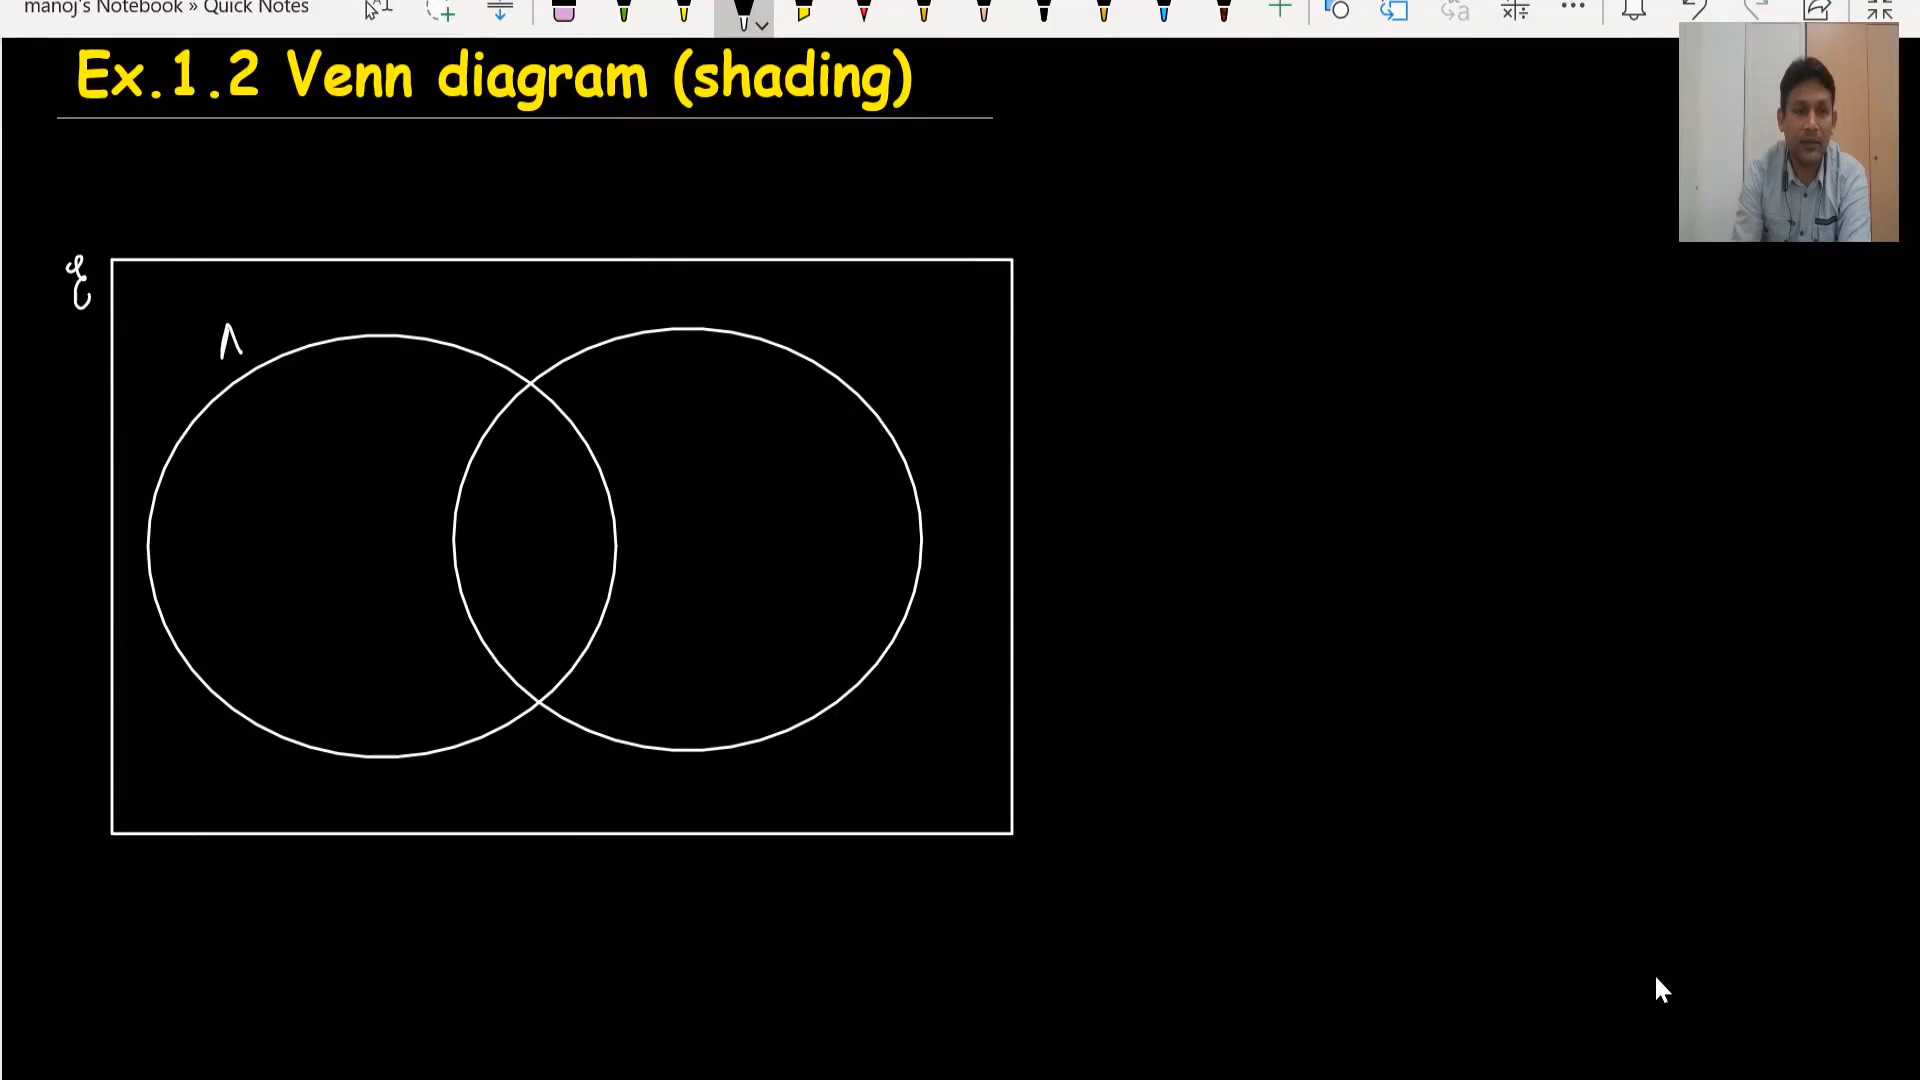 manoj's Notebook » Quick Notes
Ex.1.2 Venn diagram (shading)